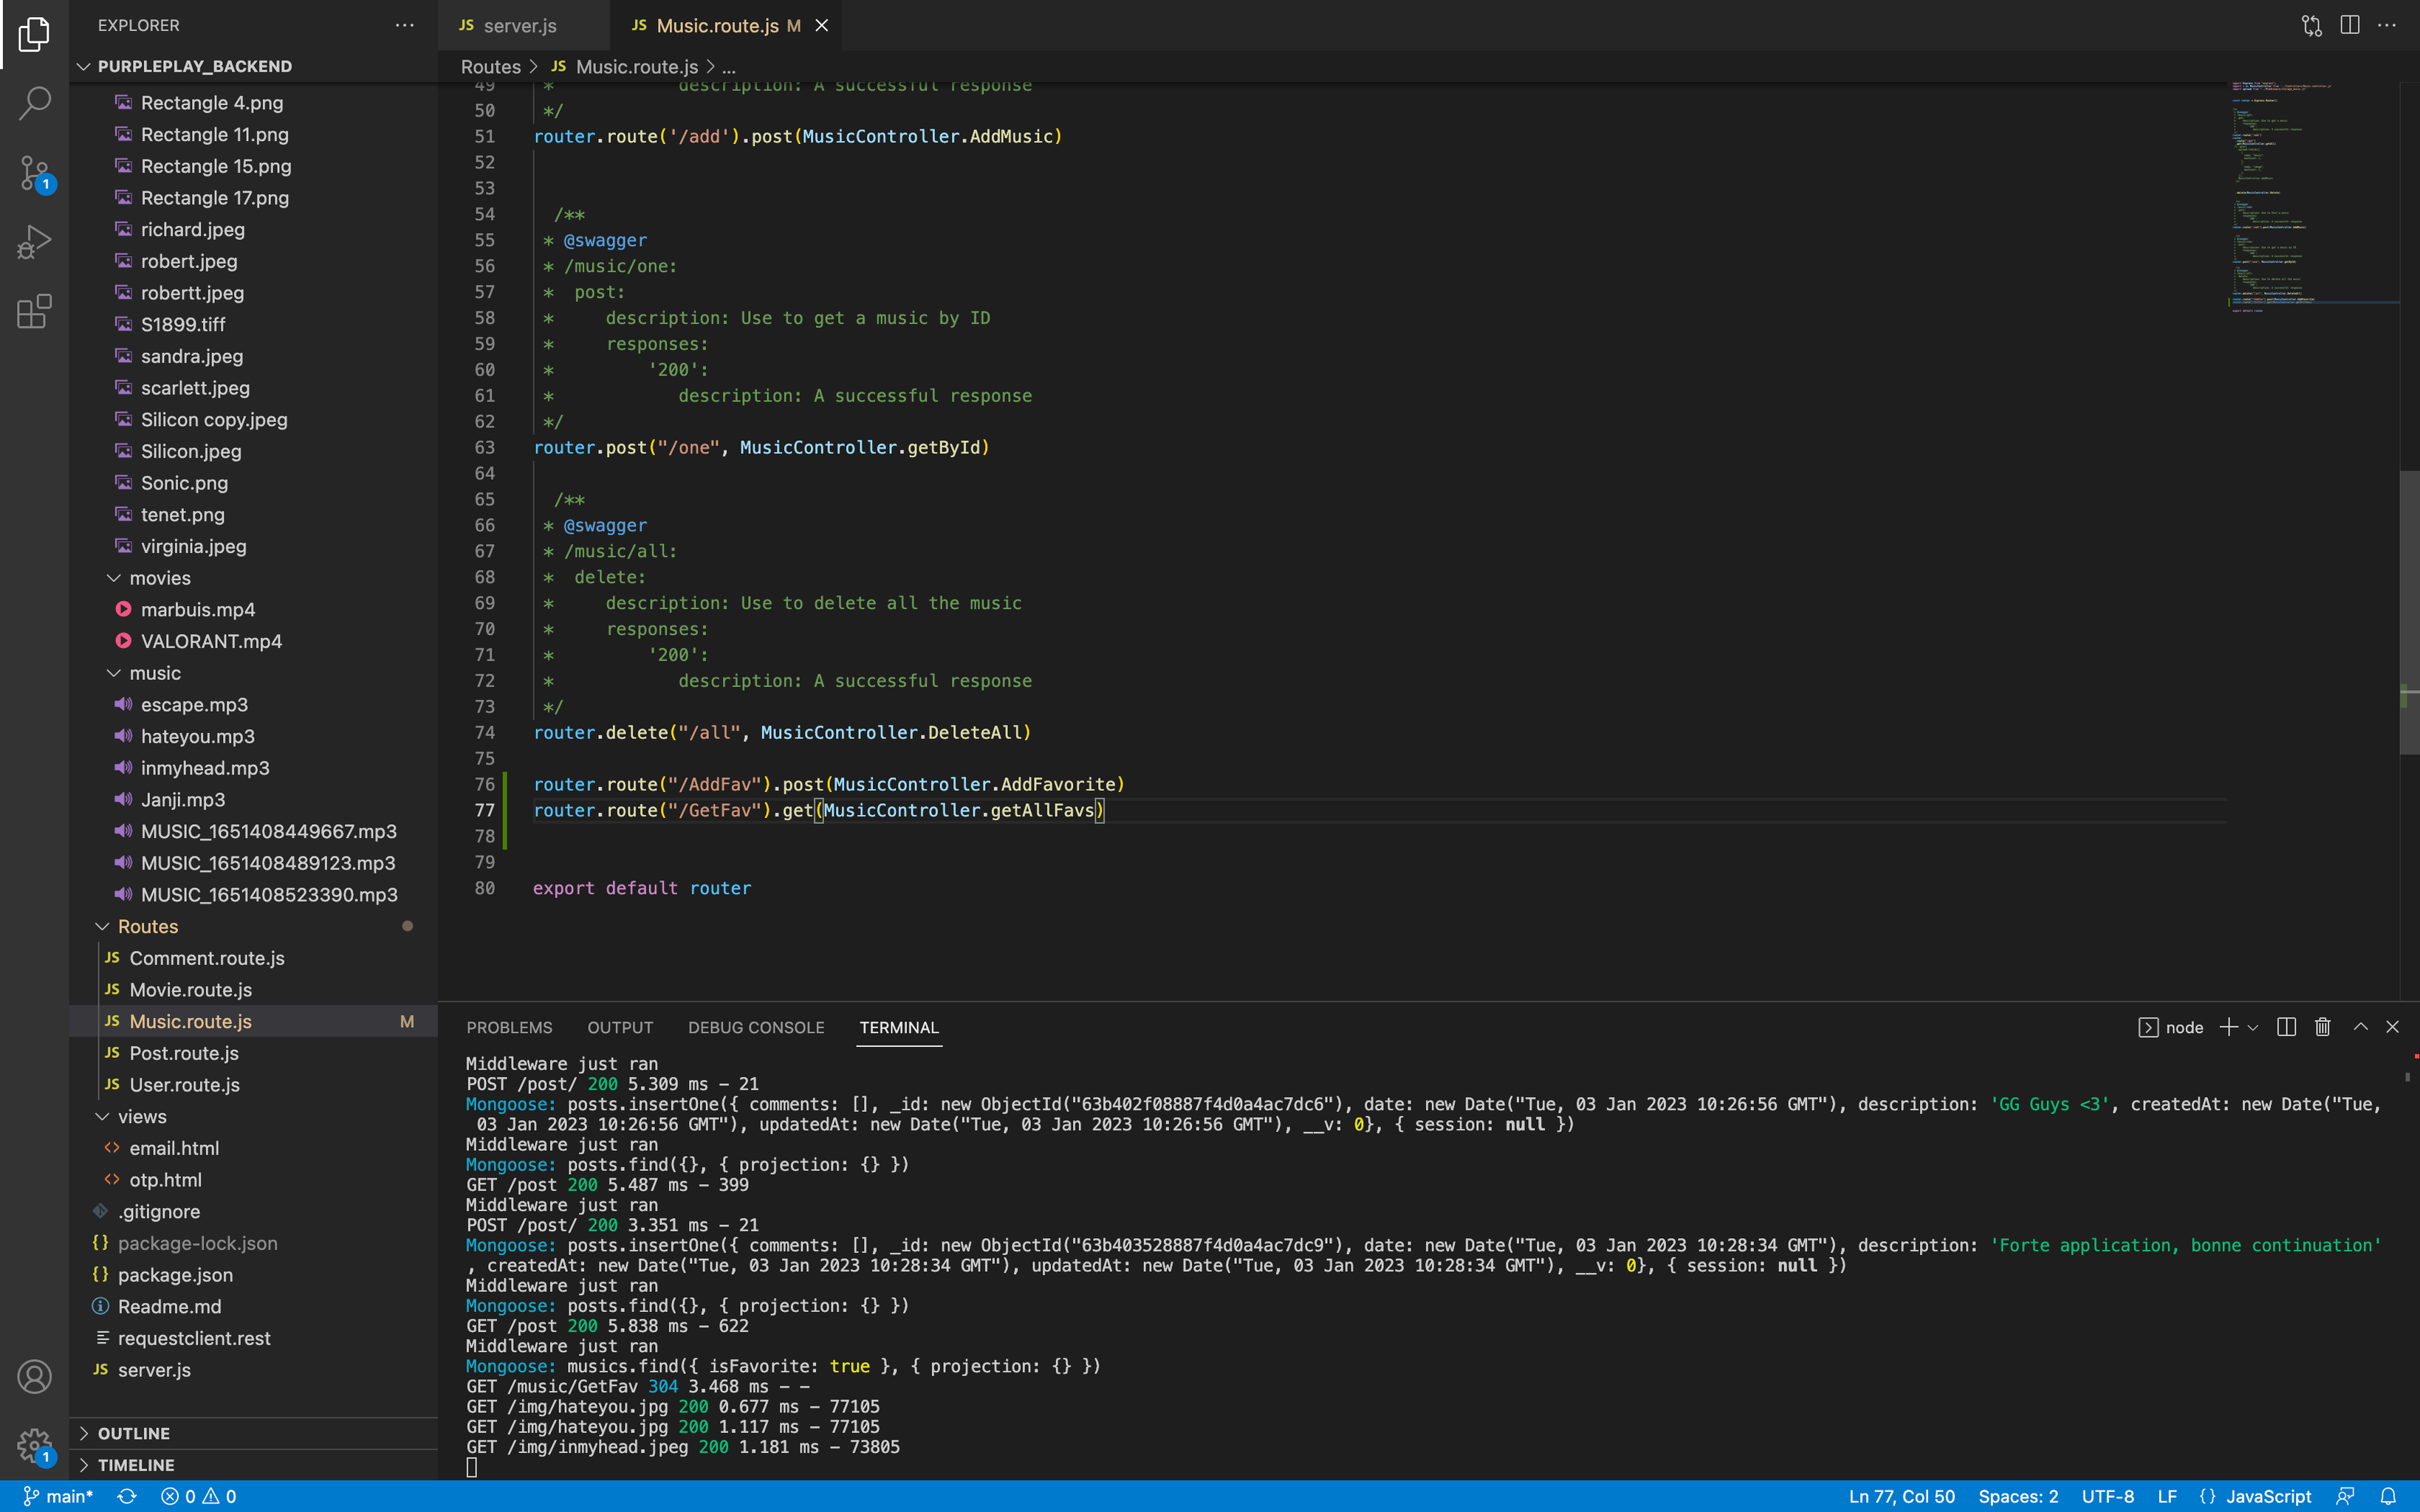 EXPLORER
PURPLEPLAY_BACKEND
Rectangle 4.png
Rectangle 11.png
Rectangle 15.png
Rectangle 17.png
richard.jpeg
robert.jpeg
robertt.jpeg
S1899.tiff
sandra.jpeg
scarlett.jpeg
Silicon copy.jpeg
Silicon.jpeg
Sonic.png
tenet.png
virginia.jpeg
movies
marbuis.mp4
VALORANT.mp4
music
escape.mp3
hateyou.mp3
inmyhead.mp3
Janji.mp3
MUSIC_1651408449667.mp3
MUSIC_1651408489123.mp3
MUSIC_1651408523390.mp3
Routes
JS Comment.route.js
JS Movie.route.js
JS Music.route.js M
JS Post.route.js
JS User.route.js
views
<> email.html
<> otp.html
.gitignore
{} package-lock.json
{} package.json
Readme.md
requestclient.rest
JS server.js
OUTLINE
TIMELINE
1
1
JS server.js
JS Music.route.js M
Routes > JS Music.route.js > ...
49 * description: A successful response
50 */
51 router.route('/add').post(MusicController.AddMusic)
52
53
54 /**
55 * @swagger
56 * /music/one:
57 * post:
58 * description: Use to get a music by ID
59 * responses:
60 * '200':
61 * description: A successful response
62 */
63 router.post("/one", MusicController.getById)
64
65 /**
66 * @swagger
67 * /music/all:
68 * delete:
69 * description: Use to delete all the music
70 * responses:
71 * '200':
72 * description: A successful response
73 */
74 router.delete("/all", MusicController.DeleteAll)
75
76 router.route("/AddFav").post(MusicController.AddFavorite)
77 router.route("/GetFav").get(MusicController.getAllFavs)
78
79
80 export default router
PROBLEMS OUTPUT DEBUG CONSOLE TERMINAL
node
Middleware just ran
POST /post/ 200 5.309 ms - 21
Mongoose: posts.insertOne({ comments: [], _id: new ObjectId("63b402f08887f4d0a4ac7dc6"), date: new Date("Tue, 03 Jan 2023 10:26:56 GMT"), description: 'GG Guys <3', createdAt: new Date("Tue,
03 Jan 2023 10:26:56 GMT"), updatedAt: new Date("Tue, 03 Jan 2023 10:26:56 GMT"), __v: 0}, { session: null })
Middleware just ran
Mongoose: posts.find({}, { projection: {} })
GET /post 200 5.487 ms - 399
Middleware just ran
POST /post/ 200 3.351 ms - 21
Mongoose: posts.insertOne({ comments: [], _id: new ObjectId("63b403528887f4d0a4ac7dc9"), date: new Date("Tue, 03 Jan 2023 10:28:34 GMT"), description: 'Forte application, bonne continuation'
, createdAt: new Date("Tue, 03 Jan 2023 10:28:34 GMT"), updatedAt: new Date("Tue, 03 Jan 2023 10:28:34 GMT"), __v: 0}, { session: null })
Middleware just ran
Mongoose: posts.find({}, { projection: {} })
GET /post 200 5.838 ms - 622
Middleware just ran
Mongoose: musics.find({ isFavorite: true }, { projection: {} })
GET /music/GetFav 304 3.468 ms - -
GET /img/hateyou.jpg 200 0.677 ms - 77105
GET /img/hateyou.jpg 200 1.117 ms - 77105
GET /img/inmyhead.jpeg 200 1.181 ms - 73805
main* 0 0
Ln 77, Col 50 Spaces: 2 UTF-8 LF {} JavaScript